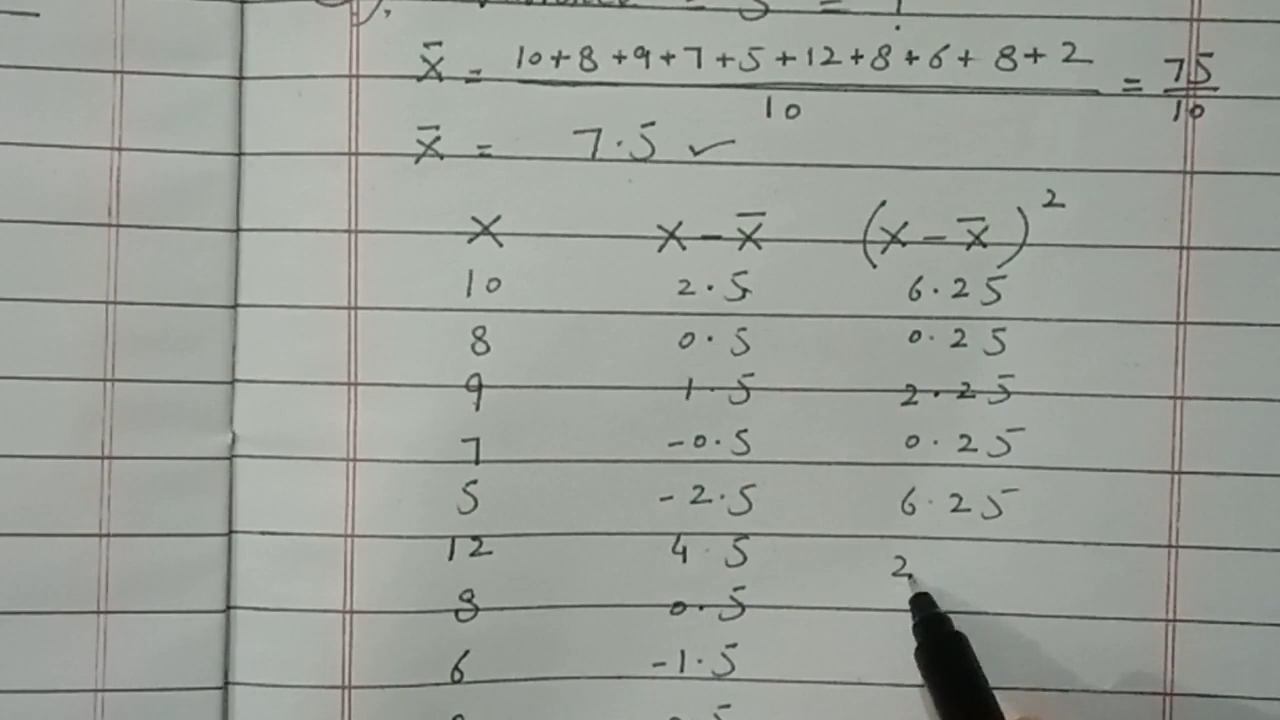 = S = ?
x̄ = 10+8+9+7+5+12+8+6+8+2 / 10 = 75/10
x̄ = 7.5 ✓
x x-x̄ (x-x̄)²
10 2.5 6.25
8 0.5 0.25
9 1.5 2.25
7 -0.5 0.25
5 -2.5 6.25
12 4.5 2
8 0.5
6 -1.5